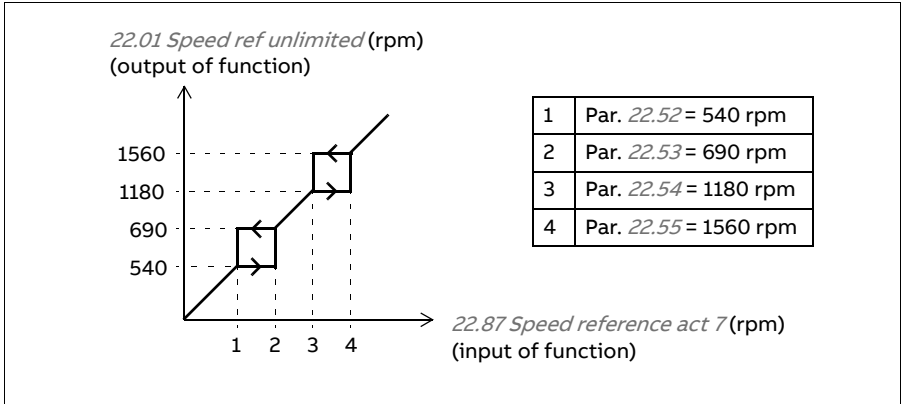 22.01 Speed ref unlimited (rpm)
(output of function)
1560
1180
690
540
1 2 3 4
22.87 Speed reference act 7 (rpm)
(input of function)
1 Par. 22.52 = 540 rpm
2 Par. 22.53 = 690 rpm
3 Par. 22.54 = 1180 rpm
4 Par. 22.55 = 1560 rpm